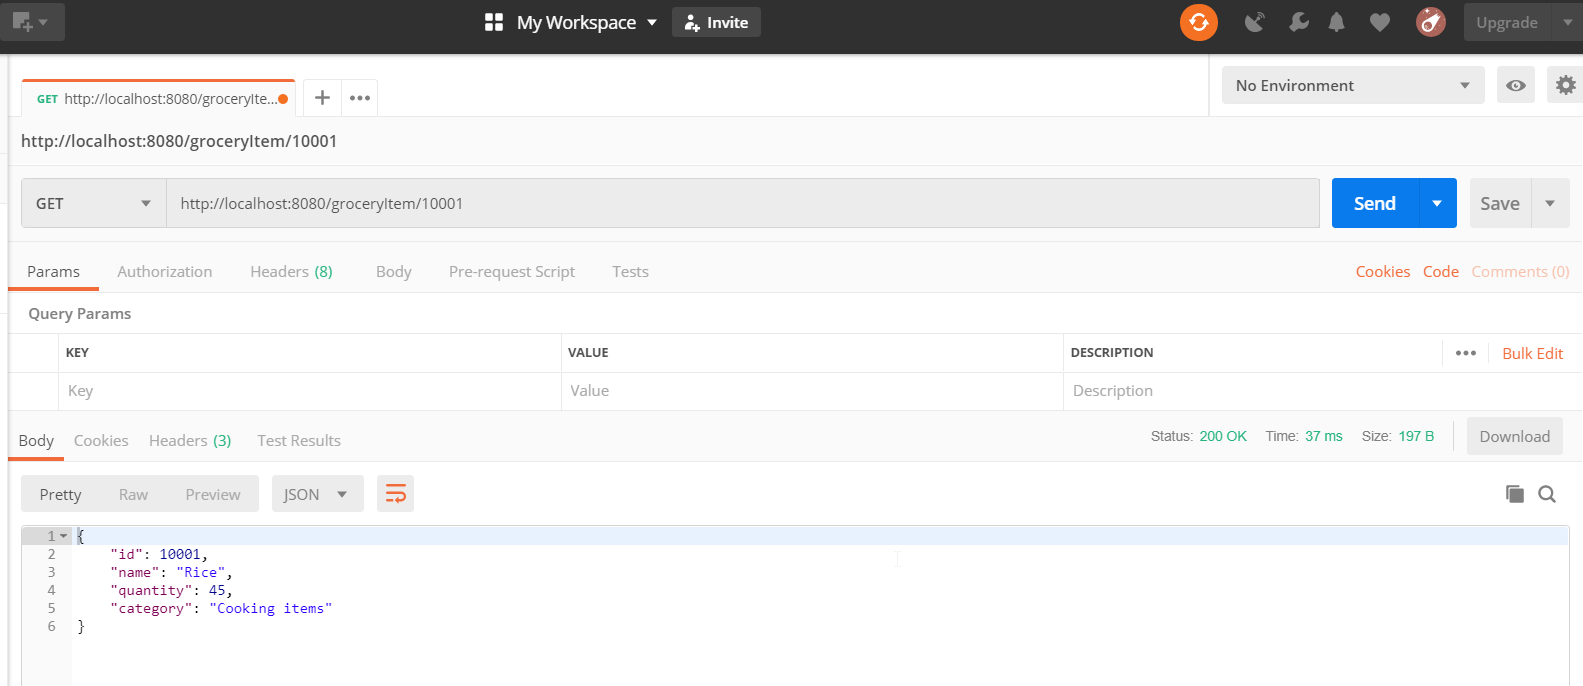 My Workspace Invite Upgrade
GET http://localhost:8080/groceryIte... No Environment
http://localhost:8080/groceryItem/10001
GET http://localhost:8080/groceryItem/10001 Send Save
Params Authorization Headers (8) Body Pre-request Script Tests Cookies Code Comments (0)
Query Params
KEY VALUE DESCRIPTION Bulk Edit
Key Value Description
Body Cookies Headers (3) Test Results Status: 200 OK Time: 37 ms Size: 197 B Download
Pretty Raw Preview JSON
1 {
2 "id": 10001,
3 "name": "Rice",
4 "quantity": 45,
5 "category": "Cooking items"
6 }